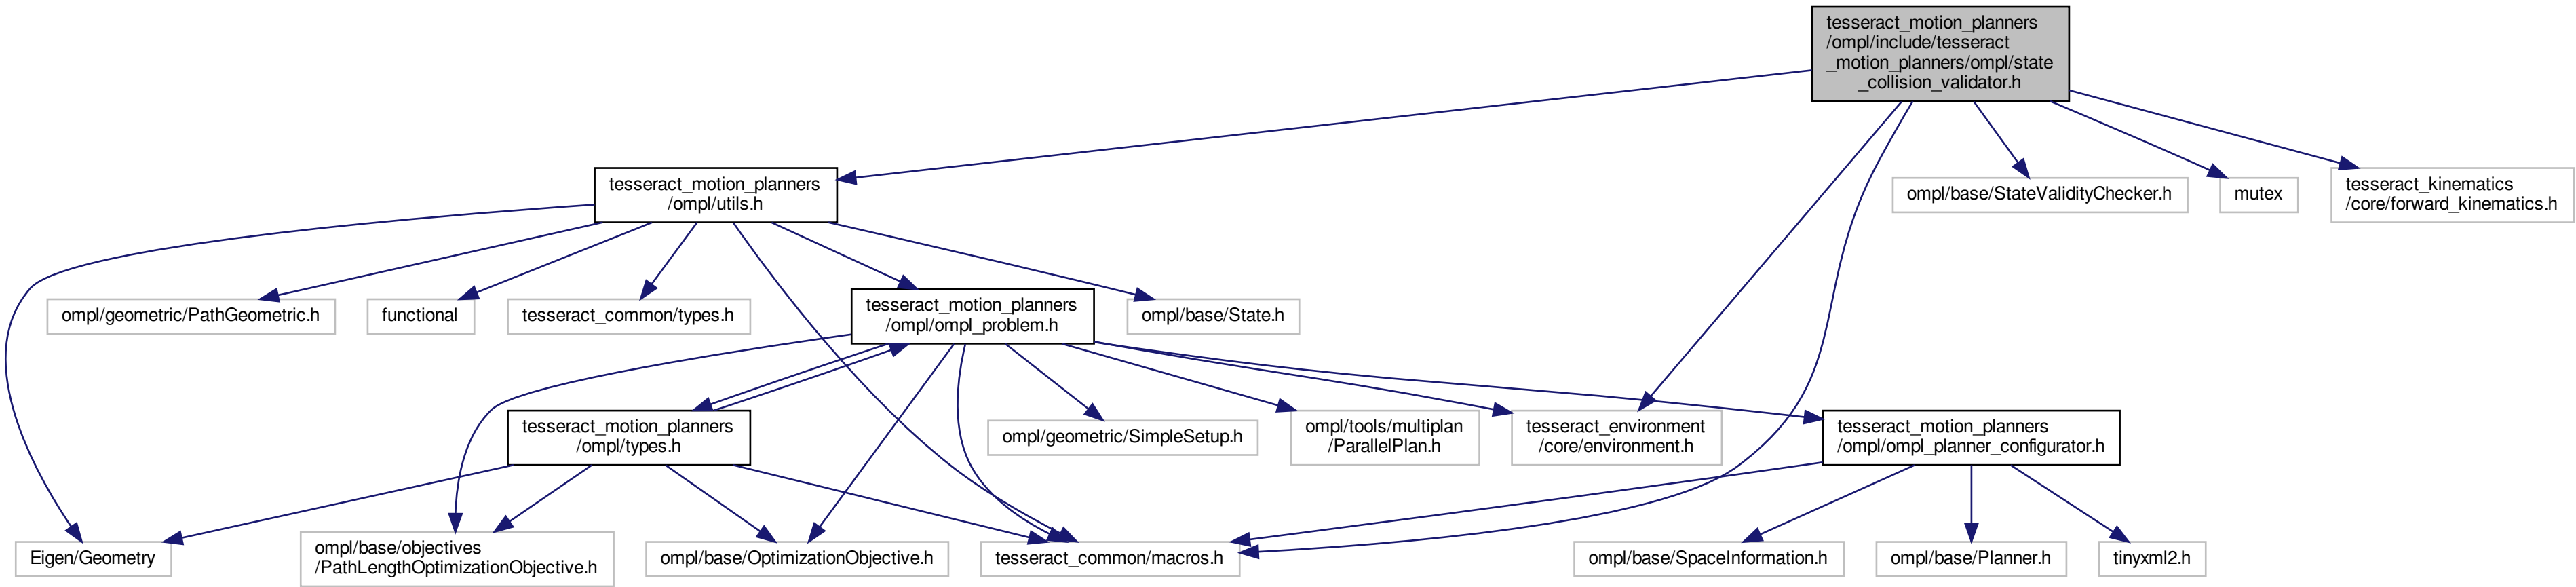 tesseract_motion_planners
/ompl/include/tesseract
_motion_planners/ompl/state
_collision_validator.h
tesseract_motion_planners
/ompl/utils.h
ompl/base/StateValidityChecker.h
mutex
tesseract_kinematics
/core/forward_kinematics.h
ompl/geometric/PathGeometric.h
functional
tesseract_common/types.h
tesseract_motion_planners
/ompl/ompl_problem.h
ompl/base/State.h
tesseract_motion_planners
/ompl/types.h
ompl/geometric/SimpleSetup.h
ompl/tools/multiplan
/ParallelPlan.h
tesseract_environment
/core/environment.h
tesseract_motion_planners
/ompl/ompl_planner_configurator.h
Eigen/Geometry
ompl/base/objectives
/PathLengthOptimizationObjective.h
ompl/base/OptimizationObjective.h
tesseract_common/macros.h
ompl/base/SpaceInformation.h
ompl/base/Planner.h
tinyxml2.h